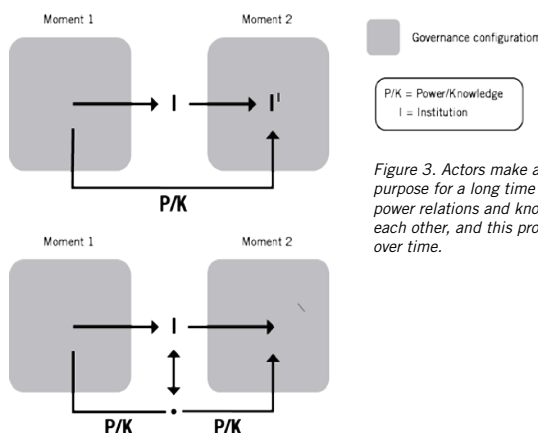 Moment 1
Moment 2
I
I'
P/K
Governance configuration
P/K = Power/Knowledge
I = Institution
Figure 3. Actors make a
purpose for a long time
power relations and kno
each other, and this pro
over time.
Moment 1
Moment 2
I
P/K
P/K